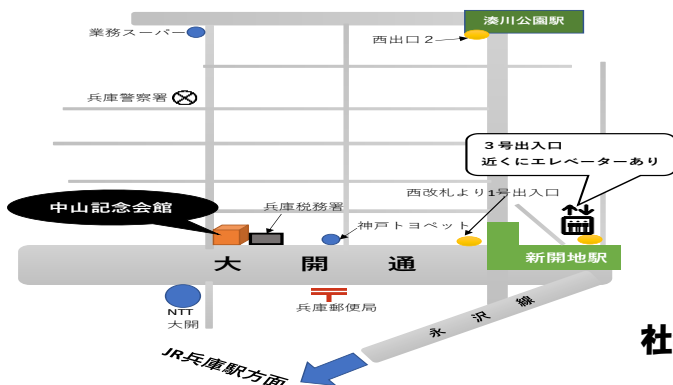 湊川公園駅
業務スーパー
西出口２
兵庫警察署
３号出入口
近くにエレベーターあり
西改札より1号出入口
中山記念会館
兵庫税務署
神戸トヨペット
大開通
新開地駅
NTT
大開
兵庫郵便局
永沢線
JR兵庫駅方面
社